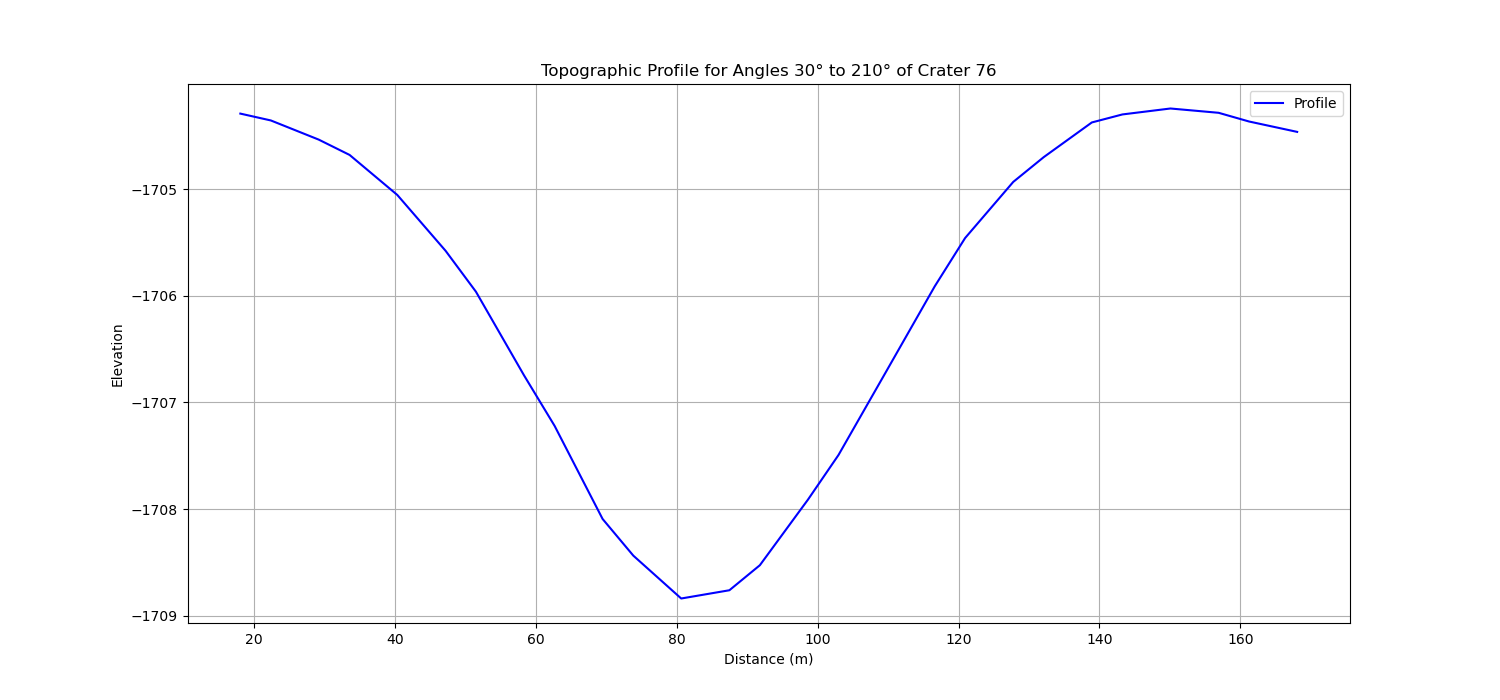 Topographic Profile for Angles 30° to 210° of Crater 76
Profile
−1705
−1706
−1707
−1708
−1709
Elevation
20 40 60 80 100 120 140 160
Distance (m)